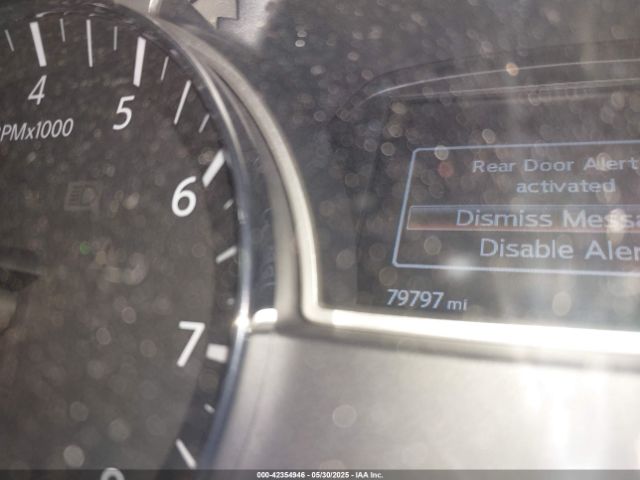 4
5
RPMx1000
6
7
Rear Door Alert
activated
Dismiss Messa
Disable Aler
79797 mi
000-42354946 - 05/30/2025 - IAA Inc.